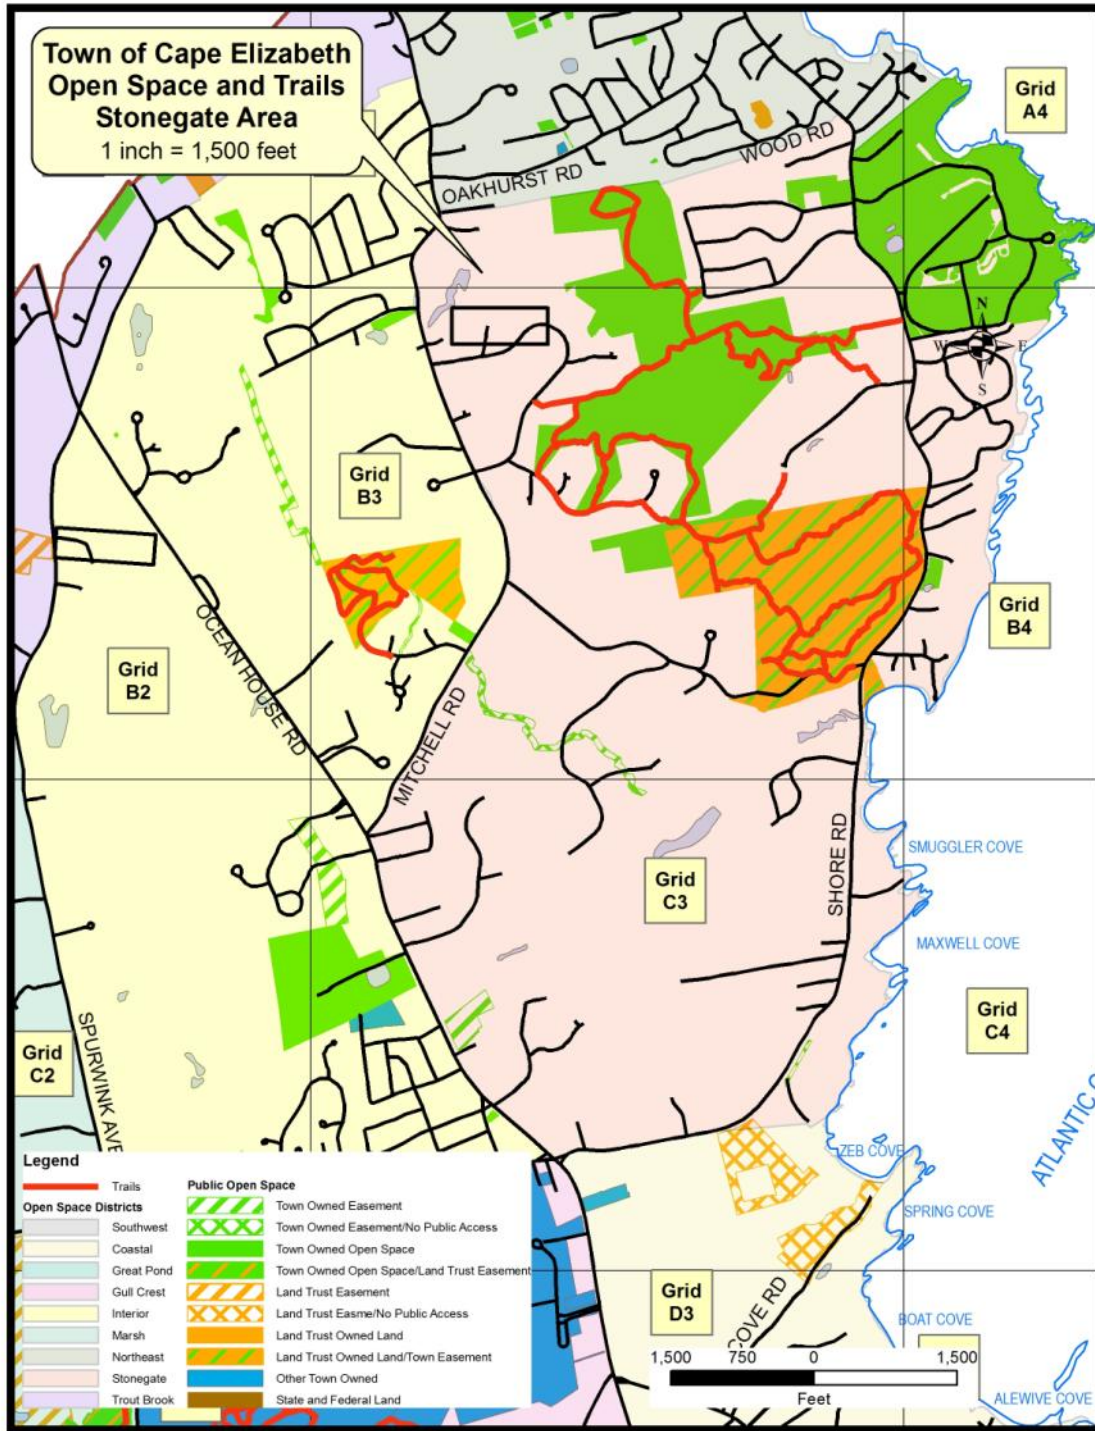 Town of Cape Elizabeth
Open Space and Trails
Stonegate Area
1 inch = 1,500 feet
Grid
A4
OAKHURST RD
WOOD RD
N
W
E
S
Grid
B3
Grid
B4
OCEAN HOUSE RD
Grid
B2
MITCHELL RD
SHORE RD
SMUGGLER COVE
Grid
C3
MAXWELL COVE
Grid
C4
SPURWINK AVE
Grid
C2
ATLANTIC
ZEB COVE
SPRING COVE
Grid
D3
COVE RD
BOAT COVE
ALEWIVE COVE
1,500 750 0 1,500
Feet
Legend
Trails
Open Space Districts
Southwest
Coastal
Great Pond
Gull Crest
Interior
Marsh
Northeast
Stonegate
Trout Brook
Public Open Space
Town Owned Easement
Town Owned Easement/No Public Access
Town Owned Open Space
Town Owned Open Space/Land Trust Easement
Land Trust Easement
Land Trust Easme/No Public Access
Land Trust Owned Land
Land Trust Owned Land/Town Easement
Other Town Owned
State and Federal Land